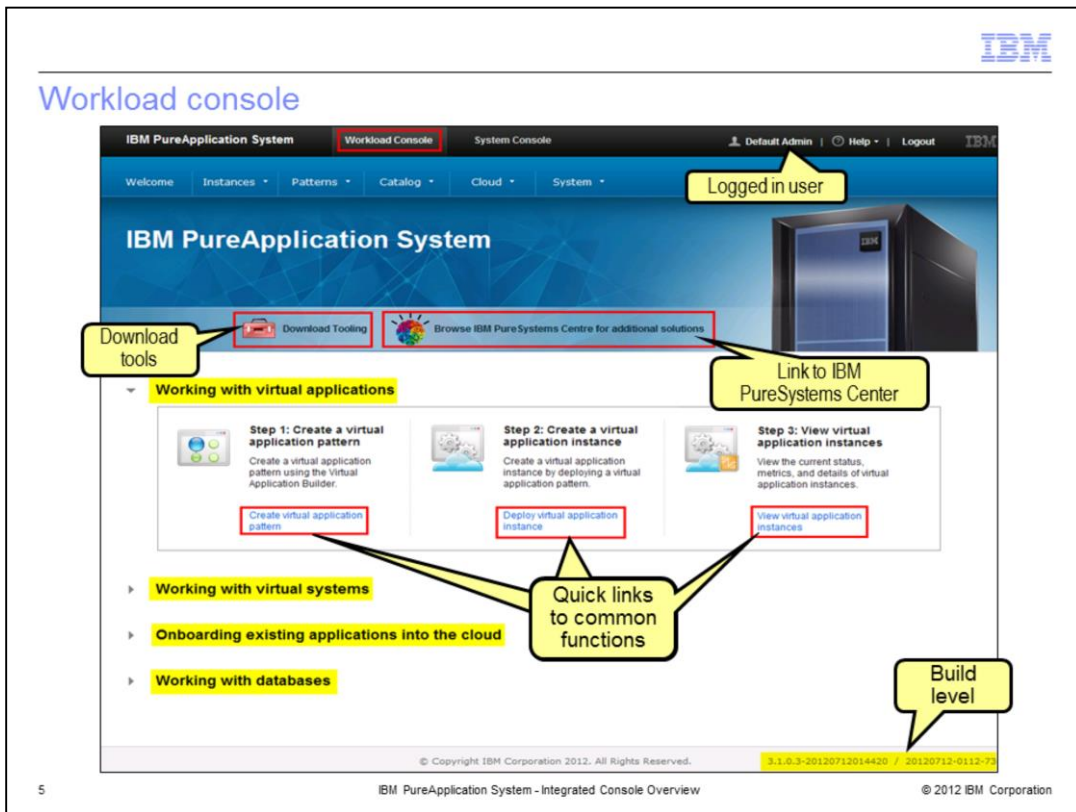 IBM
Workload console
IBM PureApplication System
Workload Console
System Console
Default Admin | Help | Logout
IBM
Welcome
Instances
Patterns
Catalog
Cloud
System
Logged in user
IBM PureApplication System
IBM
Download Tooling
Browse IBM PureSystems Centre for additional solutions
Download
tools
Link to IBM
PureSystems Center
Working with virtual applications
Step 1: Create a virtual
application pattern
Create a virtual application
pattern using the Virtual
Application Builder.
Create virtual application
pattern
Step 2: Create a virtual
application instance
Create a virtual application
instance by deploying a virtual
application pattern.
Deploy virtual application
instance
Step 3: View virtual
application instances
View the current status,
metrics, and details of virtual
application instances.
View virtual application
instances
Quick links
to common
functions
Working with virtual systems
Onboarding existing applications into the cloud
Working with databases
Build
level
© Copyright IBM Corporation 2012. All Rights Reserved.
3.1.0.3-20120712014420 / 20120712-0112-73
5
IBM PureApplication System - Integrated Console Overview
© 2012 IBM Corporation